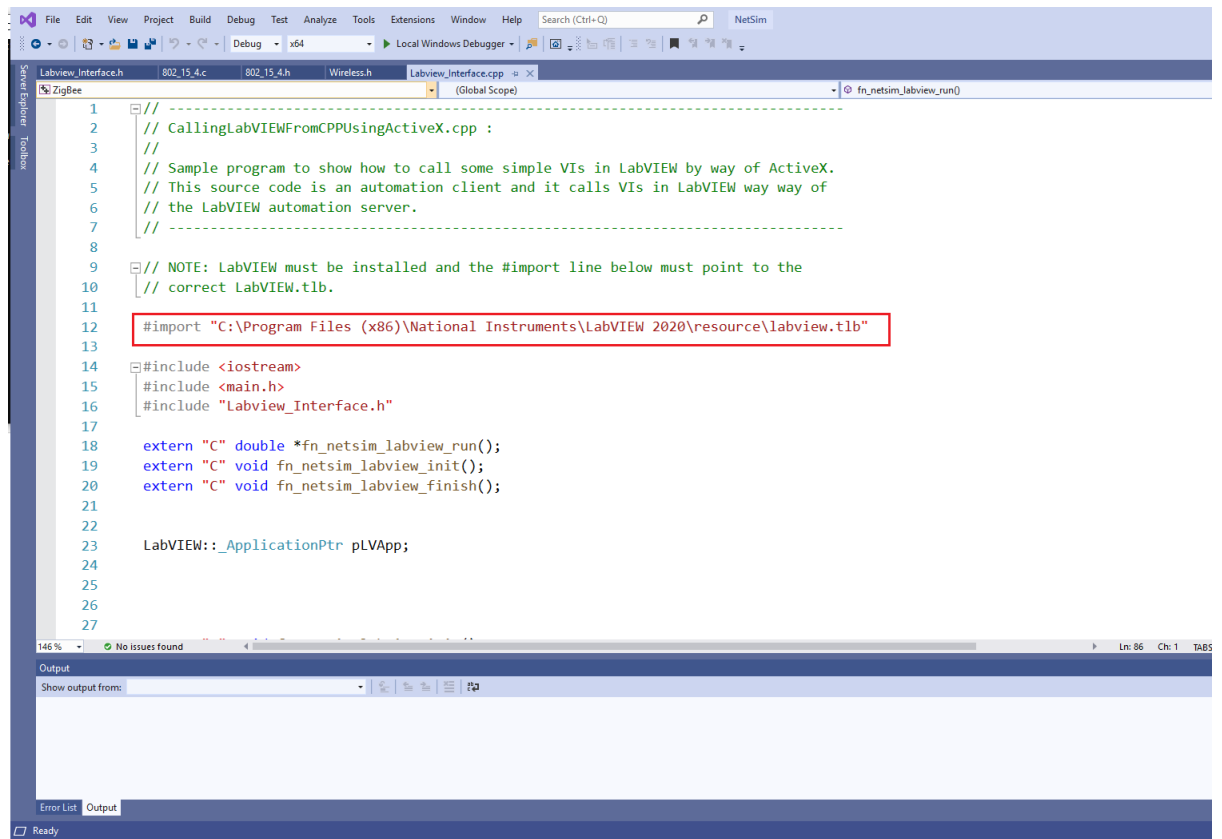 File Edit View Project Build Debug Test Analyze Tools Extensions Window Help Search (Ctrl+Q) NetSim
Debug x64 Local Windows Debugger
Server Explorer
Toolbox
Labview_Interface.h 802_15_4.c 802_15_4.h Wireless.h Labview_Interface.cpp
ZigBee (Global Scope) fn_netsim_labview_run()
1 // ---------------------------------------------------------------------------------
2 // CallingLabVIEWFromCPPUsingActiveX.cpp :
3 //
4 // Sample program to show how to call some simple VIs in LabVIEW by way of ActiveX.
5 // This source code is an automation client and it calls VIs in LabVIEW way way of
6 // the LabVIEW automation server.
7 // ---------------------------------------------------------------------------------
8
9 // NOTE: LabVIEW must be installed and the #import line below must point to the
10 // correct LabVIEW.tlb.
11
12 #import "C:\Program Files (x86)\National Instruments\LabVIEW 2020\resource\labview.tlb"
13
14 #include <iostream>
15 #include <main.h>
16 #include "Labview_Interface.h"
17
18 extern "C" double *fn_netsim_labview_run();
19 extern "C" void fn_netsim_labview_init();
20 extern "C" void fn_netsim_labview_finish();
21
22
23 LabVIEW::_ApplicationPtr pLVApp;
24
25
26
27
146 % No issues found Ln: 86 Ch: 1 TABS
Output
Show output from:
Error List Output
Ready